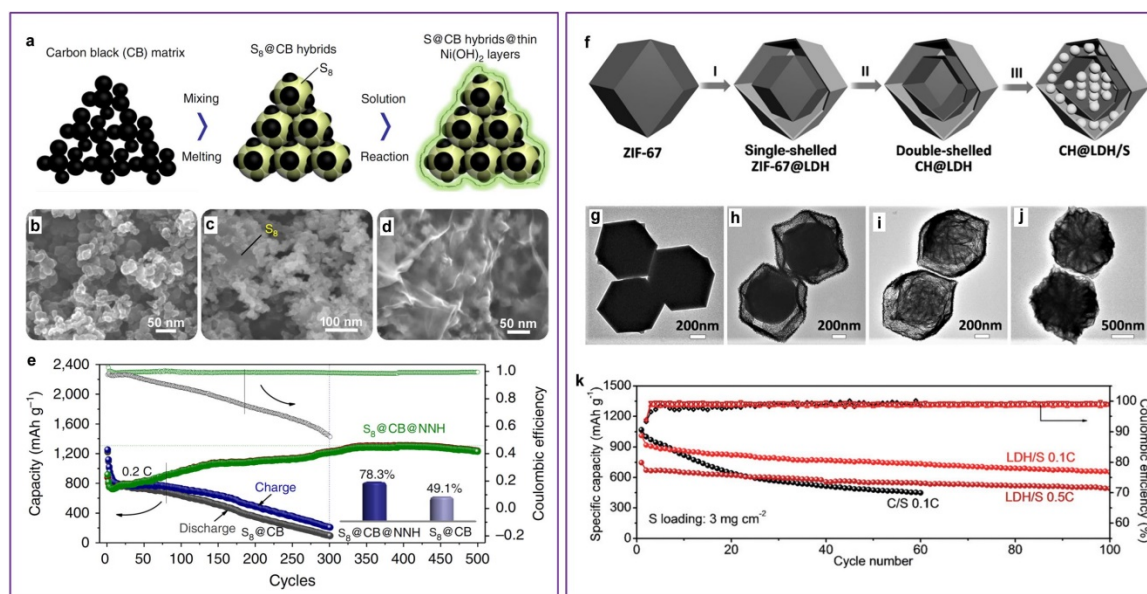 a
Carbon black (CB) matrix
S₈@CB hybrids
S₈
S@CB hybrids@thin
Ni(OH)₂ layers
Mixing
Melting
Solution
Reaction
b
50 nm
c
S₈
100 nm
d
50 nm
e
Capacity (mAh g⁻¹)
2,400
2,000
1,600
1,200
800
400
0
0.2 C
S₈@CB@NNH
Charge
Discharge
S₈@CB
78.3%
49.1%
S₈@CB@NNH
S₈@CB
1.0
0.8
0.6
0.4
0.2
0.0
−0.2
Coulombic efficiency
0 50 100 150 200 250 300 350 400 450 500
Cycles
f
I
II
III
ZIF-67
Single-shelled
ZIF-67@LDH
Double-shelled
CH@LDH
CH@LDH/S
g
200nm
h
200nm
i
200nm
j
500nm
k
Specific capacity (mAh g⁻¹)
1500
1200
900
600
300
0
LDH/S 0.1C
LDH/S 0.5C
C/S 0.1C
S loading: 3 mg cm⁻²
100
90
80
70
60
Coulombic efficiency (%)
0 20 40 60 80 100
Cycle number